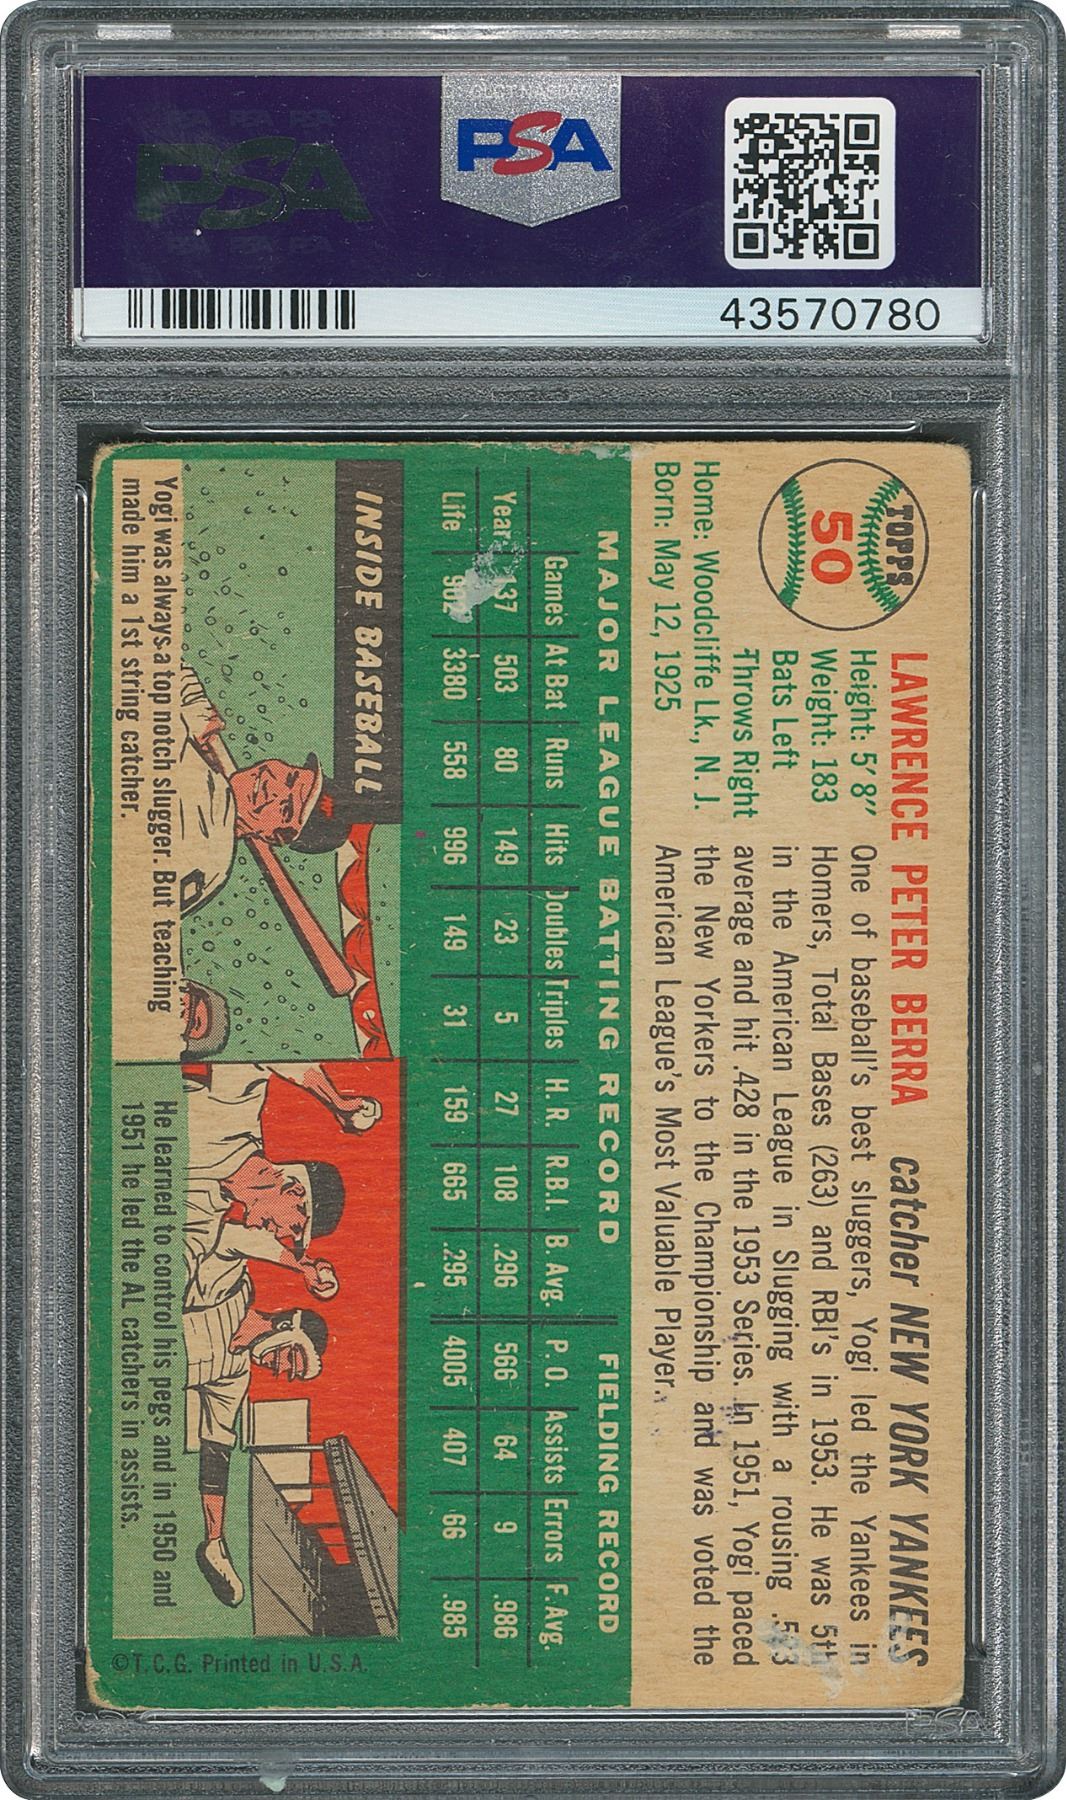 PSA
PSA
43570780
TOPPS
50
LAWRENCE PETER BERRA catcher NEW YORK YANKEES
Height: 5'8"
Weight: 183
Bats Left
Throws Right
Home: Woodcliffe Lk., N. J.
Born: May 12, 1925
One of baseball's best sluggers, Yogi led the Yankees in
Homers, Total Bases (263) and RBI's in 1953. He was 5th
in the American League in Slugging with a rousing
average and hit .428 in the 1953 Series. In 1951, Yogi paced
the New Yorkers to the Championship and was voted the
American League's Most Valuable Player.
MAJOR LEAGUE BATTING RECORD FIELDING RECORD
Games At Bat Runs Hits Doubles Triples H. R. R.B.I. B. Avg. P. O. Assists Errors F. Avg.
Year 137 503 80 149 23 5 27 108 .296 566 64 9 .986
Life 3380 558 996 149 31 159 665 .295 4005 407 66 .985
INSIDE BASEBALL
Yogi was always a top notch slugger. But teaching
made him a 1st string catcher.
He learned to control his pegs and in 1950 and
1951 he led the AL catchers in assists.
©T.C.G. Printed in U.S.A.
PSA